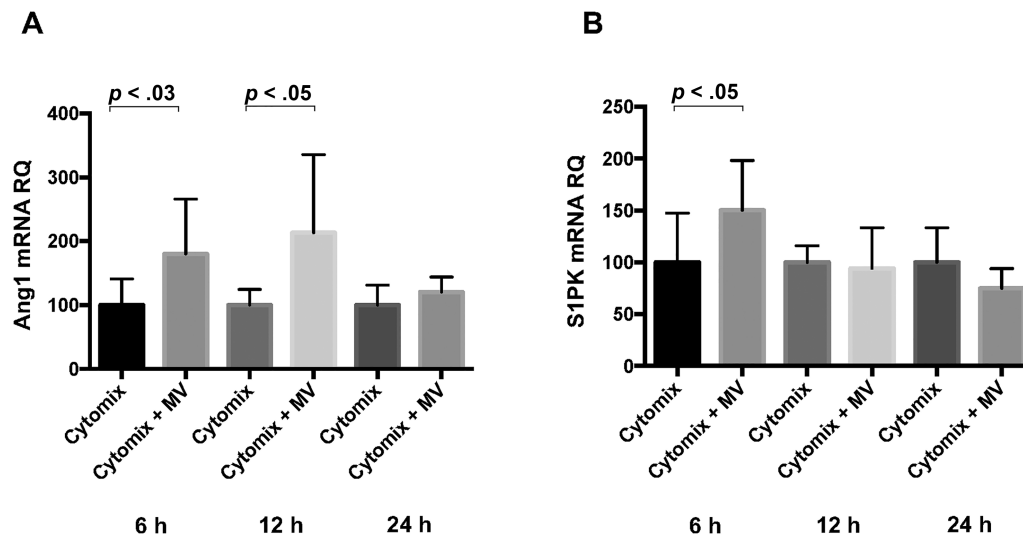 A
Ang1 mRNA RQ
400
300
200
100
0
p < .03
p < .05
Cytomix
Cytomix + MV
Cytomix
Cytomix + MV
Cytomix
Cytomix + MV
6 h
12 h
24 h
B
S1PK mRNA RQ
250
200
150
100
50
0
p < .05
Cytomix
Cytomix + MV
Cytomix
Cytomix + MV
Cytomix
Cytomix + MV
6 h
12 h
24 h